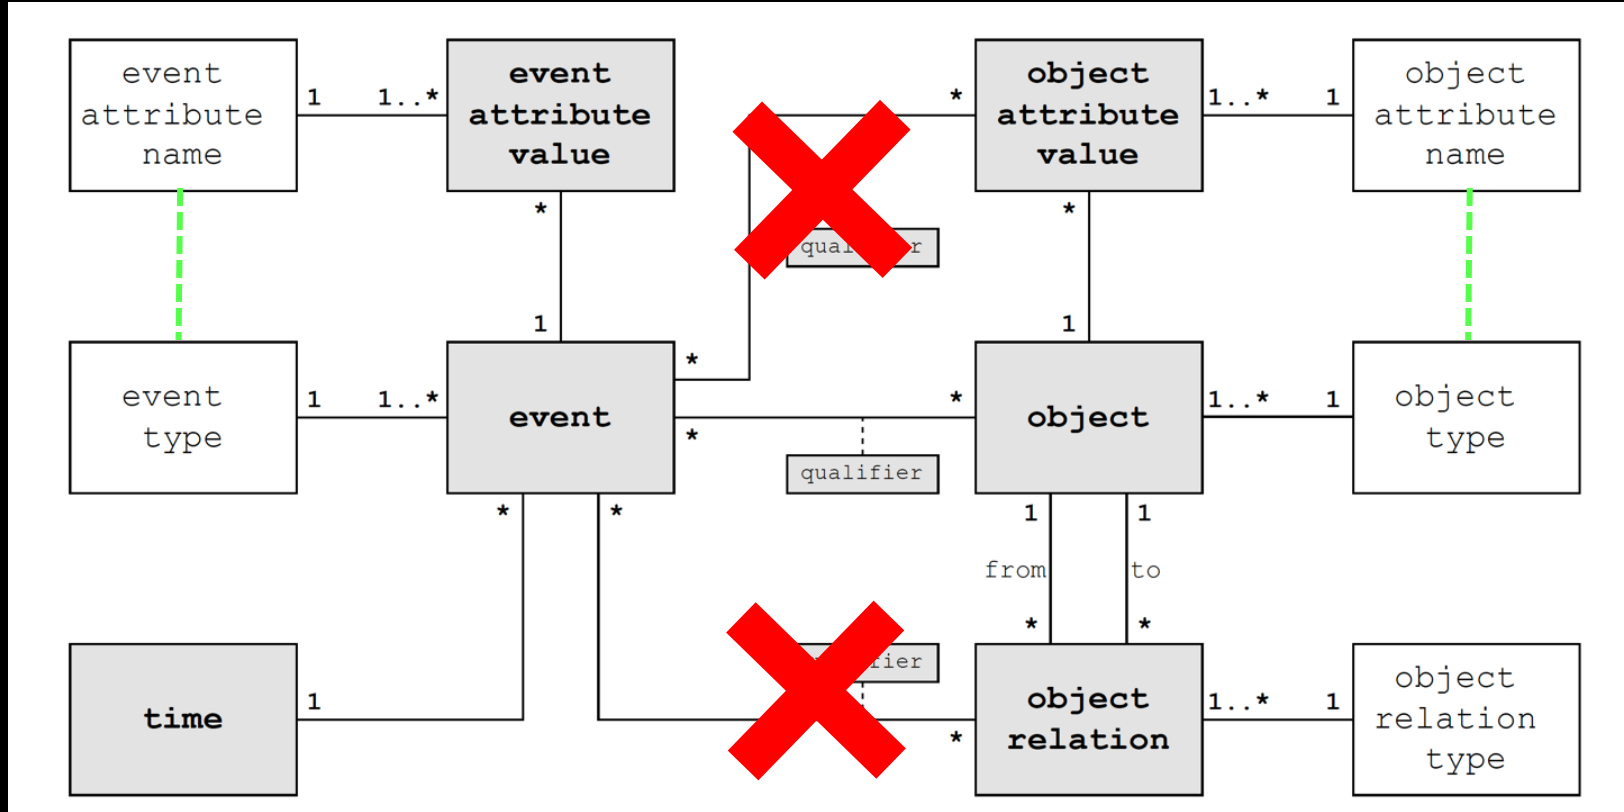 event
attribute
name
1
1..*
event
attribute
value
*
object
attribute
value
1..*
1
object
attribute
name
*
*
1
1
*
event
type
1
1..*
event
*
*
object
1..*
1
object
type
qualifier
*
*
1
1
from
to
*
*
time
1
*
object
relation
1..*
1
object
relation
type